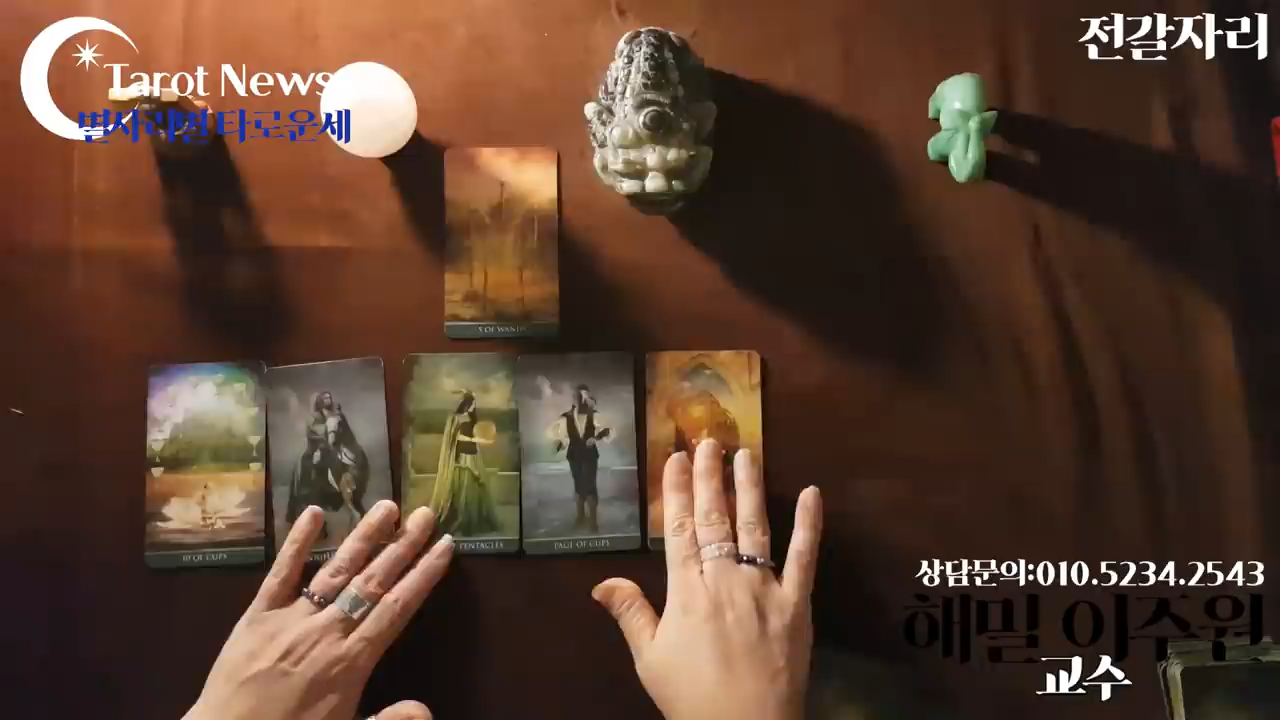 전갈자리
Tarot News
별자리별 타로운세
5 OF WANDS
PAGE OF CUPS
PENTACLES
OF CUPS
상담문의:010.5234.2543
해밀 이주원
교수